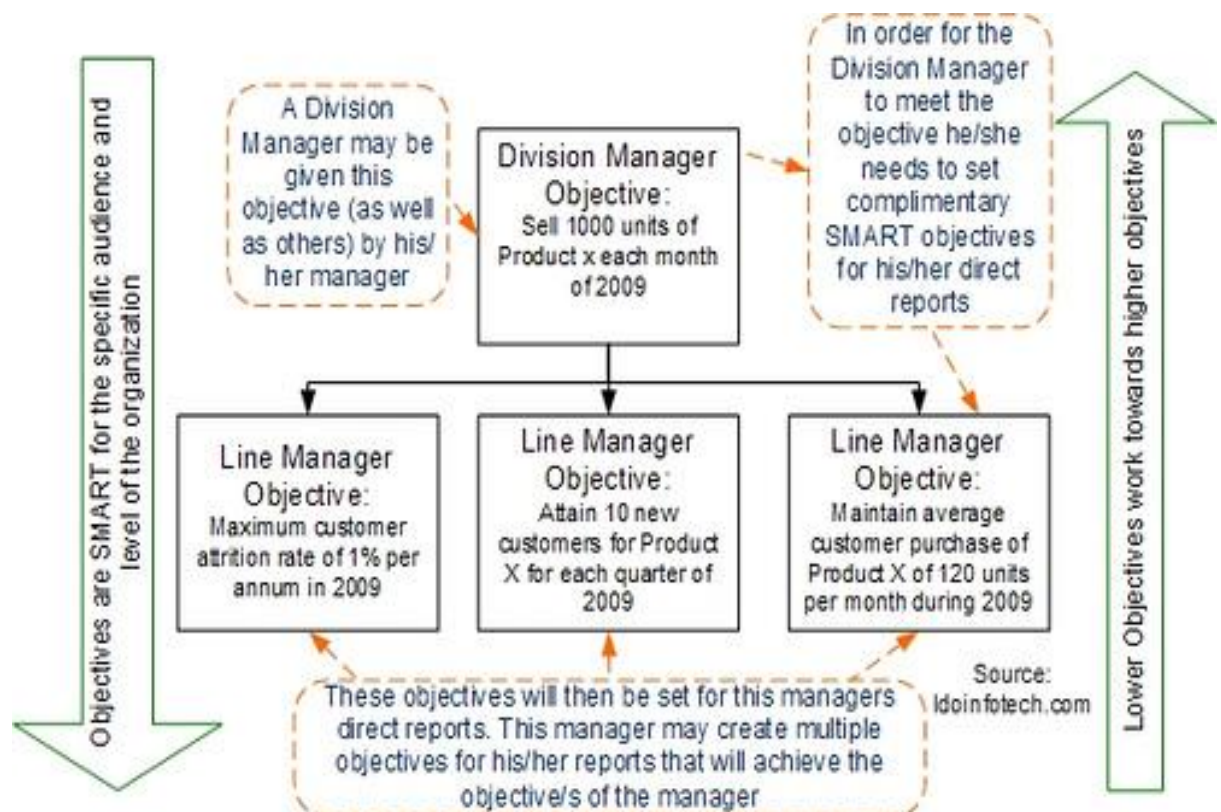 Objectives are SMART for the specific audience and
level of the organization
A Division
Manager may be
given this
objective (as well
as others) by his/
her manager
Division Manager
Objective:
Sell 1000 units of
Product x each month
of 2009
In order for the
Division Manager
to meet the
objective he/she
needs to set
complimentary
SMART objectives
for his/her direct
reports
Lower Objectives work towards higher objectives
Line Manager
Objective:
Maximum customer
attrition rate of 1% per
annum in 2009
Line Manager
Objective:
Attain 10 new
customers for Product
X for each quarter of
2009
Line Manager
Objective:
Maintain average
customer purchase of
Product X of 120 units
per month during 2009
Source:
Idoinfotech.com
These objectives will then be set for this managers
direct reports. This manager may create multiple
objectives for his/her reports that will achieve the
objective/s of the manager